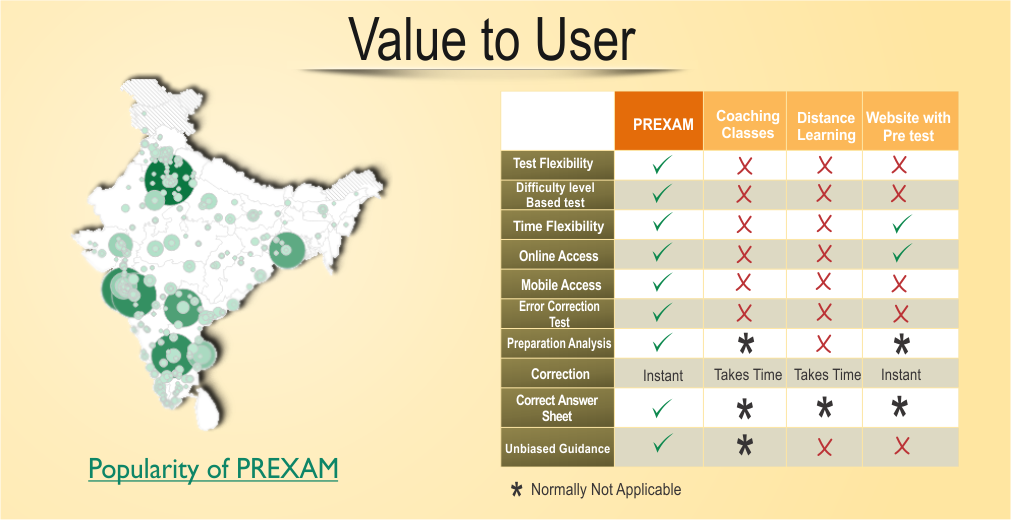 Value to User
PREXAM
Coaching
Classes
Distance
Learning
Website with
Pre test
Test Flexibility
Difficulty level
Based test
Time Flexibility
Online Access
Mobile Access
Error Correction
Test
Preparation Analysis
*
*
Correction
Instant
Takes Time
Takes Time
Instant
Correct Answer
Sheet
*
*
*
Unbiased Guidance
*
Popularity of PREXAM
* Normally Not Applicable